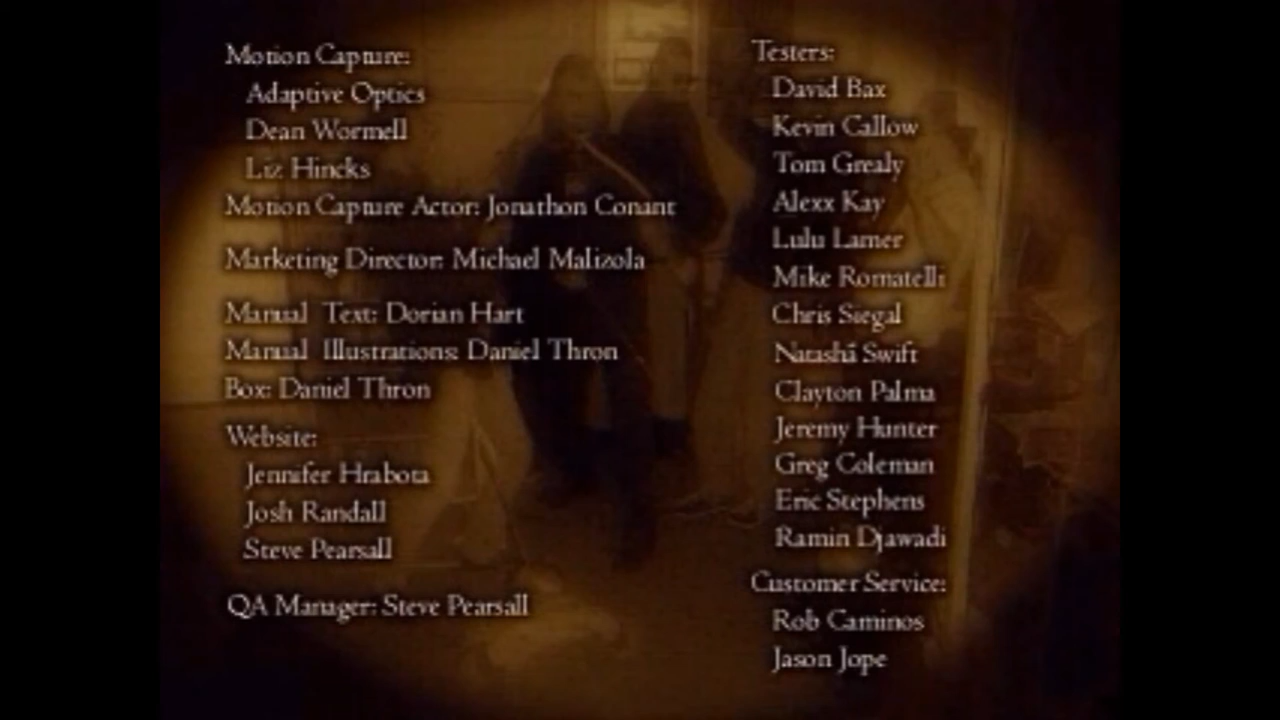 Motion Capture:
Adaptive Optics
Dean Wormell
Liz Hincks
Motion Capture Actor: Jonathon Conant
Marketing Director: Michael Malizola
Manual Text: Dorian Hart
Manual Illustrations: Daniel Thron
Box: Daniel Thron
Website:
Jennifer Hrabota
Josh Randall
Steve Pearsall
QA Manager: Steve Pearsall
Testers:
David Bax
Kevin Callow
Tom Grealy
Alexx Kay
Lulu Lamer
Mike Romatelli
Chris Siegal
Natashă Swift
Clayton Palma
Jeremy Hunter
Greg Coleman
Eric Stephens
Ramin Djawadi
Customer Service:
Rob Caminos
Jason Jope